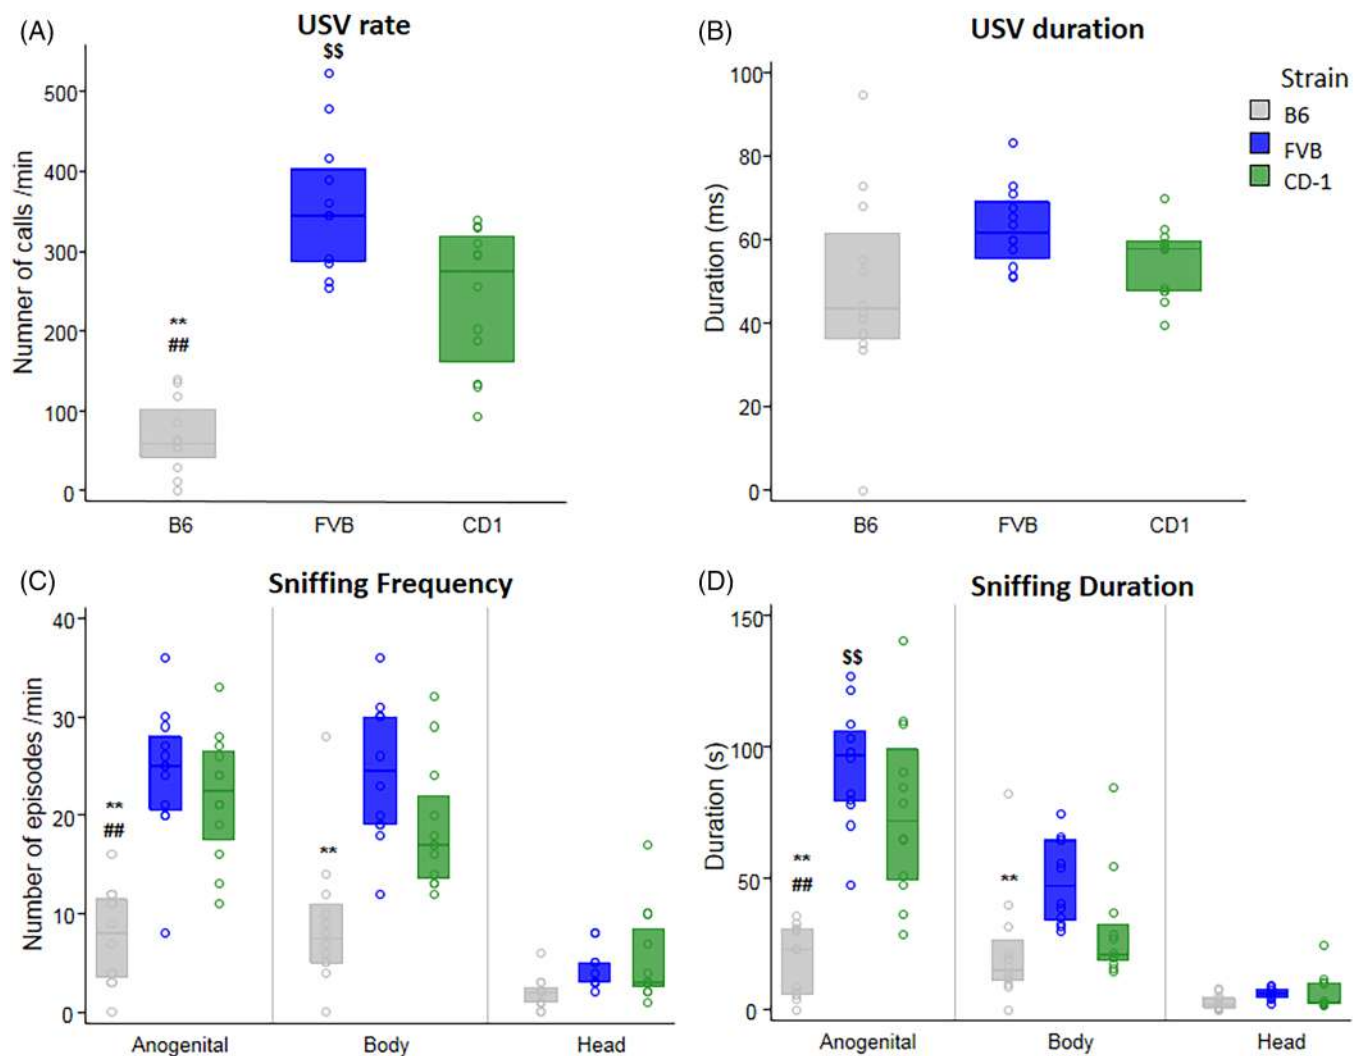 (A) USV rate
$$
500
400
300
200
100
0
Numner of calls /min
**
##
B6 FVB CD1
(B) USV duration
100
80
60
40
20
0
Duration (ms)
Strain
B6
FVB
CD-1
B6 FVB CD1
(C) Sniffing Frequency
40
30
20
10
0
Number of episodes /min
**
##
**
Anogenital Body Head
(D) Sniffing Duration
150
100
50
0
Duration (s)
$$
**
##
**
Anogenital Body Head